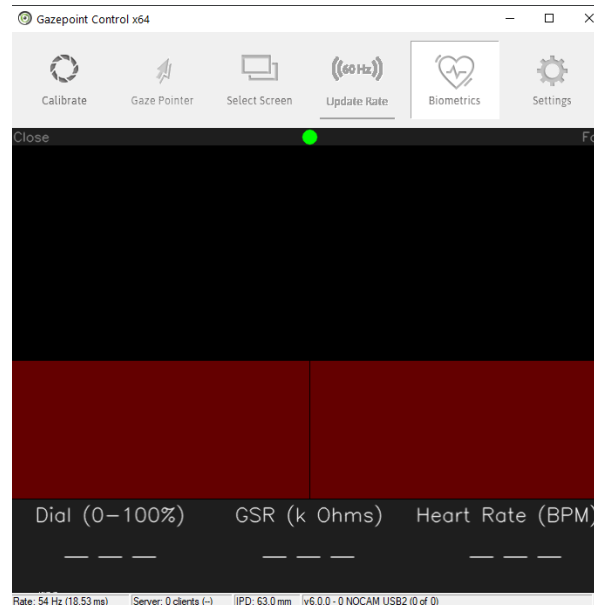 Gazepoint Control x64
((60 Hz))
Calibrate Gaze Pointer Select Screen Update Rate Biometrics Settings
Close
Dial (0-100%) GSR (k Ohms) Heart Rate (BPM)
--- --- ---
Rate: 54 Hz (18.53 ms) Server: 0 clients (--) IPD: 63.0 mm v6.0.0 - 0 NOCAM USB2 (0 of 0)